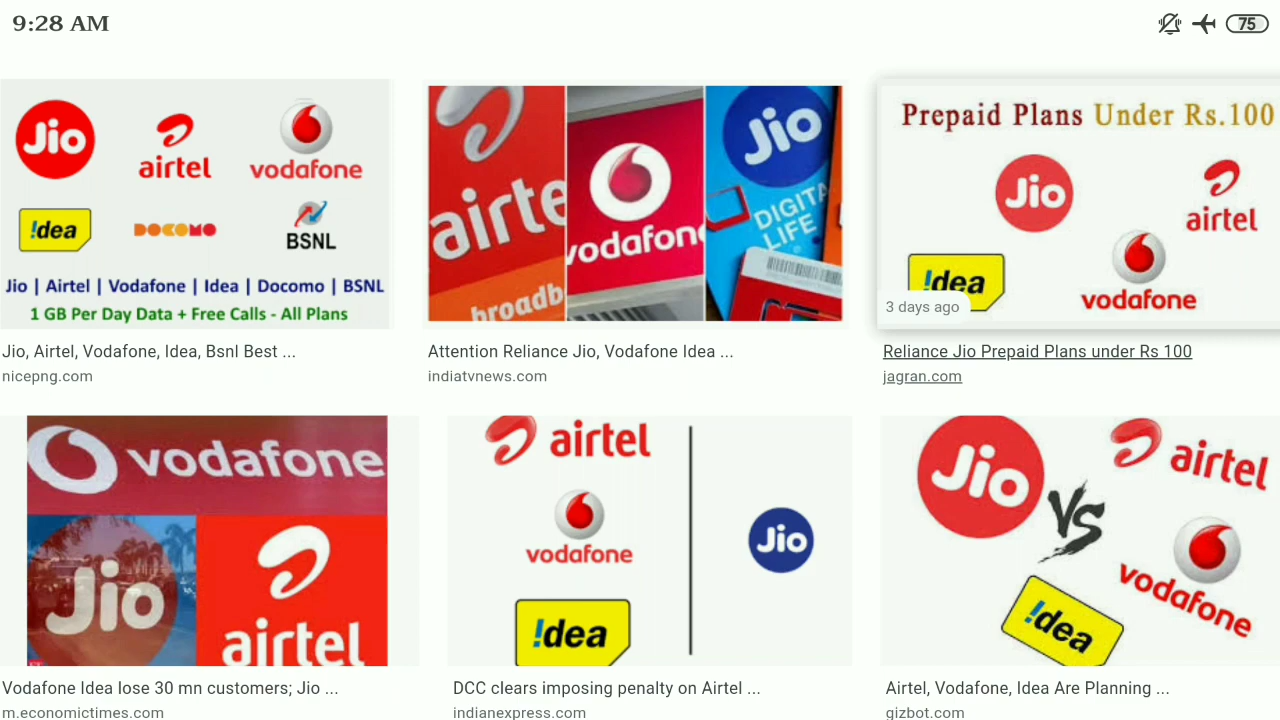 9:28 AM
75
Jio
airtel
vodafone
!dea
DOCOMO
BSNL
Jio | Airtel | Vodafone | Idea | Docomo | BSNL
1 GB Per Day Data + Free Calls - All Plans
Jio, Airtel, Vodafone, Idea, Bsnl Best ...
nicepng.com
airte
broadb
vodafon
Jio
DIGITA
LIFE
Attention Reliance Jio, Vodafone Idea ...
indiatvnews.com
Prepaid Plans Under Rs.100
Jio
airtel
!dea
vodafone
3 days ago
Reliance Jio Prepaid Plans under Rs 100
jagran.com
vodafone
Jio
airtel
ET
Vodafone Idea lose 30 mn customers; Jio ...
m.economictimes.com
airtel
vodafone
Jio
!dea
DCC clears imposing penalty on Airtel ...
indianexpress.com
Jio
airtel
VS
vodafone
!dea
Airtel, Vodafone, Idea Are Planning ...
gizbot.com